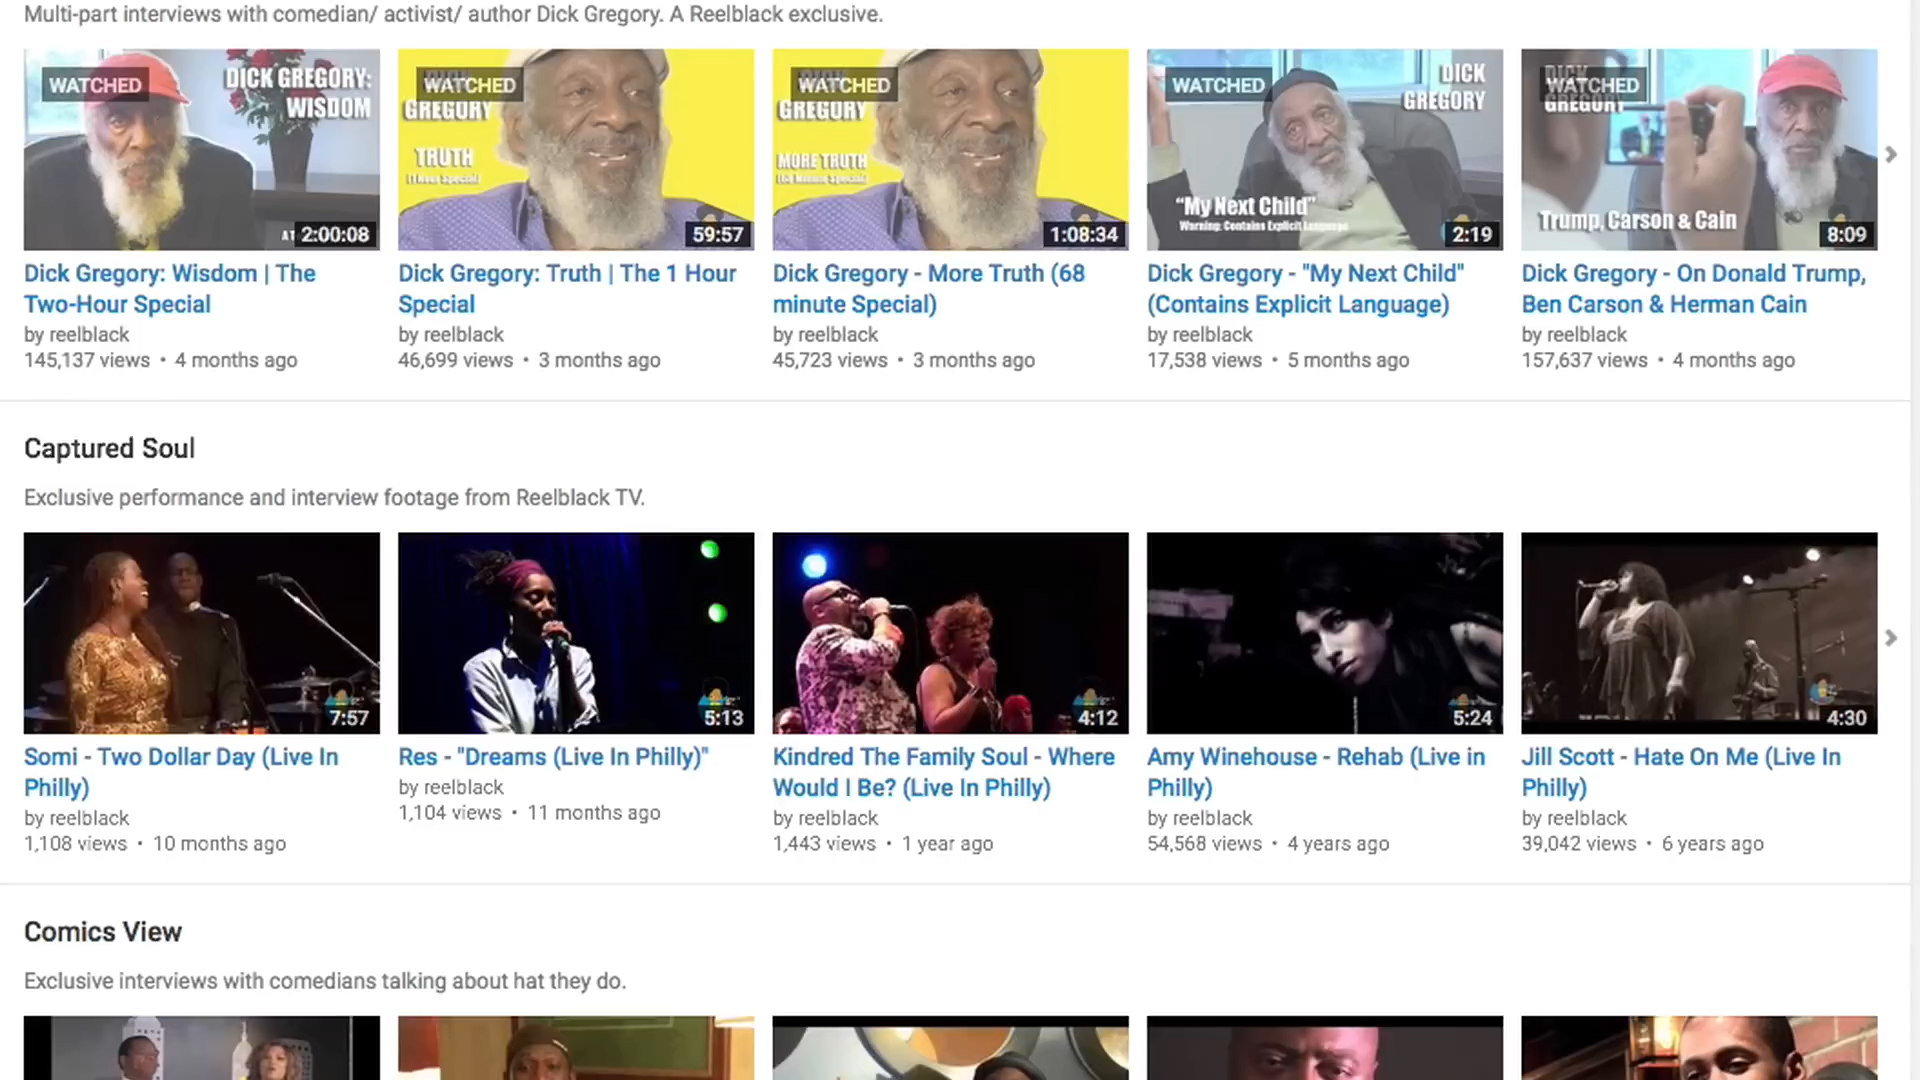 Multi-part interviews with comedian/ activist/ author Dick Gregory. A Reelblack exclusive.
WATCHED
DICK GREGORY:
WISDOM
2:00:08
WATCHED
GREGORY
TRUTH
(1 Hour Special)
59:57
WATCHED
GREGORY
MORE TRUTH
(68 Minute Special)
1:08:34
WATCHED
DICK
GREGORY
"My Next Child"
Warning: Contains Explicit Language
2:19
WATCHED
DICK
GREGORY
Trump, Carson & Cain
8:09
Dick Gregory: Wisdom | The
Two-Hour Special
by reelblack
145,137 views • 4 months ago
Dick Gregory: Truth | The 1 Hour
Special
by reelblack
46,699 views • 3 months ago
Dick Gregory - More Truth (68
minute Special)
by reelblack
45,723 views • 3 months ago
Dick Gregory - "My Next Child"
(Contains Explicit Language)
by reelblack
17,538 views • 5 months ago
Dick Gregory - On Donald Trump,
Ben Carson & Herman Cain
by reelblack
157,637 views • 4 months ago
Captured Soul
Exclusive performance and interview footage from Reelblack TV.
7:57
5:13
4:12
5:24
4:30
Somi - Two Dollar Day (Live In
Philly)
by reelblack
1,108 views • 10 months ago
Res - "Dreams (Live In Philly)"
by reelblack
1,104 views • 11 months ago
Kindred The Family Soul - Where
Would I Be? (Live In Philly)
by reelblack
1,443 views • 1 year ago
Amy Winehouse - Rehab (Live in
Philly)
by reelblack
54,568 views • 4 years ago
Jill Scott - Hate On Me (Live In
Philly)
by reelblack
39,042 views • 6 years ago
Comics View
Exclusive interviews with comedians talking about hat they do.